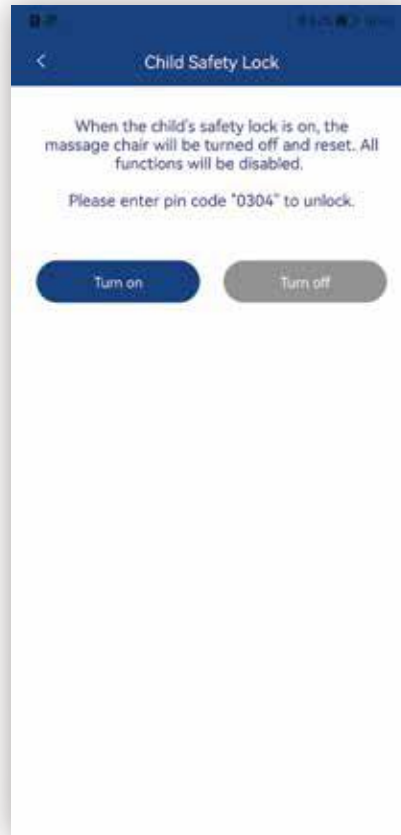 Child Safety Lock
When the child's safety lock is on, the
massage chair will be turned off and reset. All
functions will be disabled.
Please enter pin code "0304" to unlock.
Turn on
Turn off